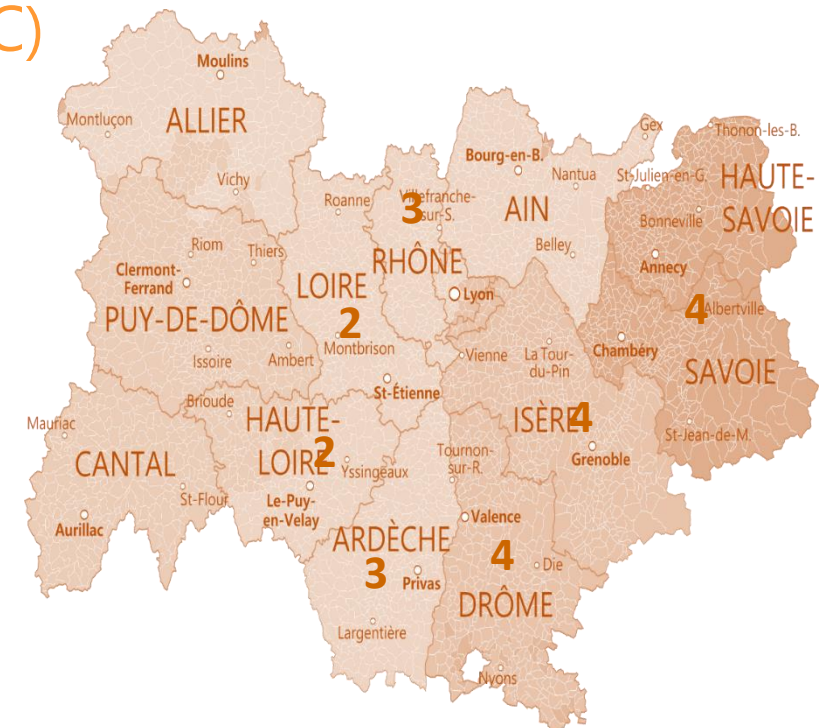 C)
Moulins
Montluçon
ALLIER
Vichy
Roanne
Villefranche-
sur-S.
3
Bourg-en-B.
Nantua
AIN
Belley
Gex
Thonon-les-B.
St-Julien-en-G.
HAUTE-
SAVOIE
Bonneville
Annecy
Riom
Thiers
Clermont-
Ferrand
PUY-DE-DÔME
Issoire
Ambert
LOIRE
2
Montbrison
St-Étienne
RHÔNE
Lyon
Vienne
La Tour-
du-Pin
4
Albertville
Chambéry
SAVOIE
St-Jean-de-M.
ISÈRE
4
Grenoble
Mauriac
CANTAL
St-Flour
Aurillac
Brioude
HAUTE-
LOIRE
2
Yssingeaux
Le-Puy-
en-Velay
Tournon-
sur-R.
ARDÈCHE
3
Privas
Largentière
Valence
4
Die
DRÔME
Nyons